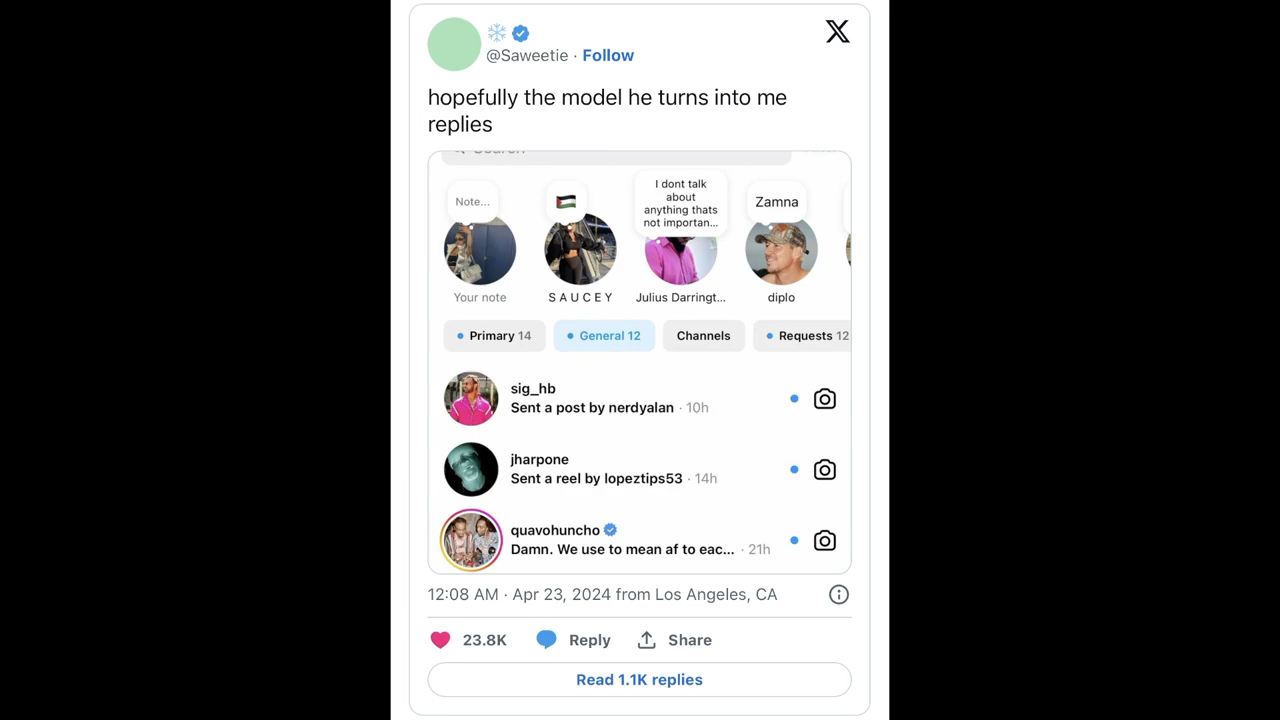 @Saweetie · Follow
hopefully the model he turns into me
replies
Search
Note...
I dont talk
about
anything thats
not importan...
Zamna
Your note
S A U C E Y
Julius Darringt...
diplo
Primary 14
General 12
Channels
Requests 12
sig_hb
Sent a post by nerdyalan · 10h
jharpone
Sent a reel by lopeztips53 · 14h
quavohuncho
Damn. We use to mean af to eac... · 21h
12:08 AM · Apr 23, 2024 from Los Angeles, CA
23.8K
Reply
Share
Read 1.1K replies